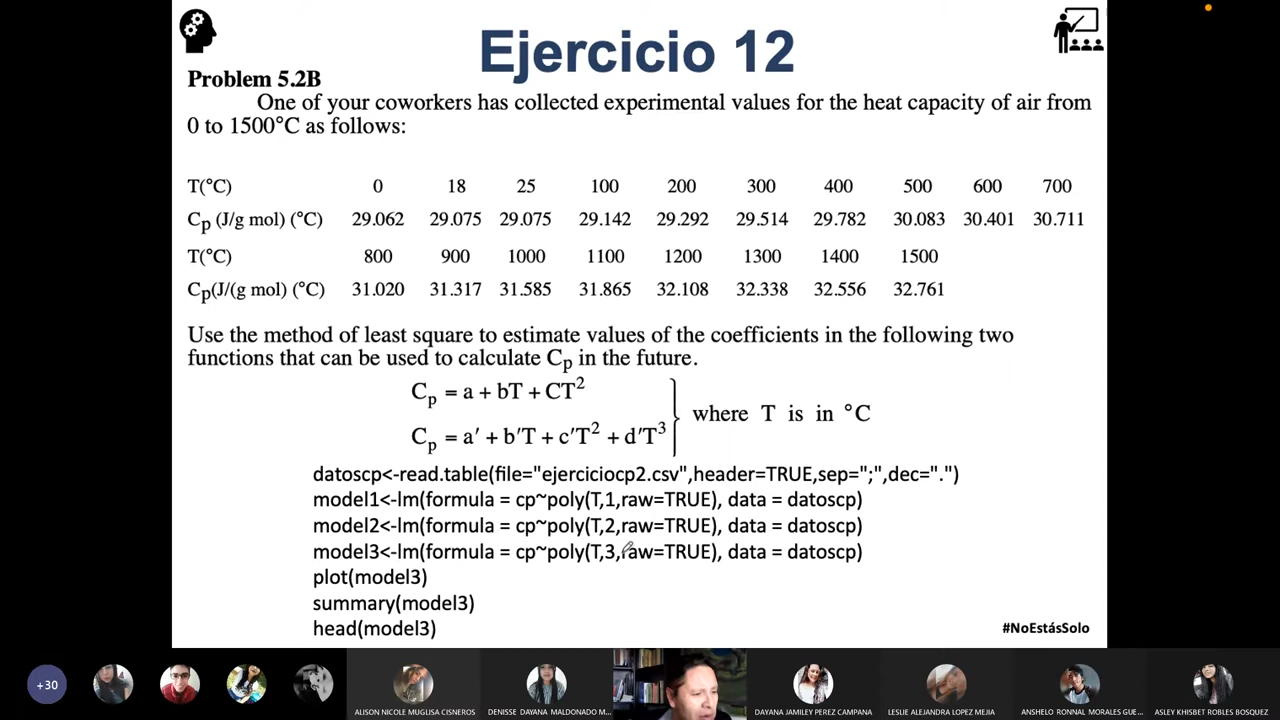 Ejercicio 12
Problem 5.2B
One of your coworkers has collected experimental values for the heat capacity of air from
0 to 1500°C as follows:
T(°C) 0 18 25 100 200 300 400 500 600 700
Cp (J/g mol) (°C) 29.062 29.075 29.075 29.142 29.292 29.514 29.782 30.083 30.401 30.711
T(°C) 800 900 1000 1100 1200 1300 1400 1500
Cp(J/(g mol) (°C) 31.020 31.317 31.585 31.865 32.108 32.338 32.556 32.761
Use the method of least square to estimate values of the coefficients in the following two
functions that can be used to calculate Cp in the future.
Cp = a + bT + CT²
where T is in °C
Cp = a′ + b′T + c′T² + d′T³
datoscp<-read.table(file="ejerciciocp2.csv",header=TRUE,sep=";",dec=".")
model1<-lm(formula = cp~poly(T,1,raw=TRUE), data = datoscp)
model2<-lm(formula = cp~poly(T,2,raw=TRUE), data = datoscp)
model3<-lm(formula = cp~poly(T,3,raw=TRUE), data = datoscp)
plot(model3)
summary(model3)
head(model3)
#NoEstásSolo
+30
ALISON NICOLE MUGLISA CISNEROS
DENISSE DAYANA MALDONADO M...
DAYANA JAMILEY PEREZ CAMPANA
LESLIE ALEJANDRA LOPEZ MEJIA
ANSHELO RONNAL MORALES GUE...
ASLEY KHISBET ROBLES BOSQUEZ